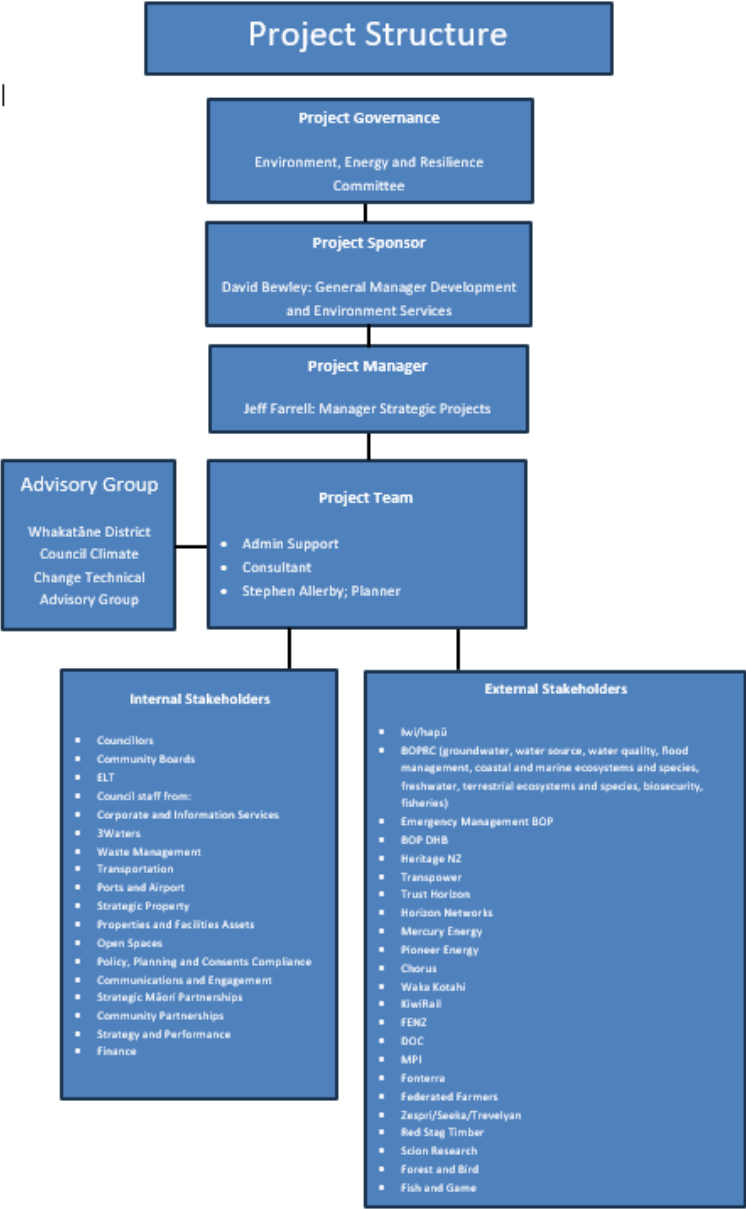 Project Structure
Project Governance
Environment, Energy and Resilience
Committee
Project Sponsor
David Bewley: General Manager Development
and Environment Services
Project Manager
Jeff Farrell: Manager Strategic Projects
Advisory Group
Whakatāne District
Council Climate
Change Technical
Advisory Group
Project Team
• Admin Support
• Consultant
• Stephen Allerby; Planner
Internal Stakeholders
• Councillors
• Community Boards
• ELT
• Council staff from:
• Corporate and Information Services
• 3Waters
• Waste Management
• Transportation
• Ports and Airport
• Strategic Property
• Properties and Facilities Assets
• Open Spaces
• Policy, Planning and Consents Compliance
• Communications and Engagement
• Strategic Māori Partnerships
• Community Partnerships
• Strategy and Performance
• Finance
External Stakeholders
• Iwi/hapū
• BOPRC (groundwater, water source, water quality, flood
management, coastal and marine ecosystems and species,
freshwater, terrestrial ecosystems and species, biosecurity,
fisheries)
• Emergency Management BOP
• BOP DHB
• Heritage NZ
• Transpower
• Trust Horizon
• Horizon Networks
• Mercury Energy
• Pioneer Energy
• Chorus
• Waka Kotahi
• KiwiRail
• FENZ
• DOC
• MPI
• Fonterra
• Federated Farmers
• Zespri/Seeka/Trevelyan
• Red Stag Timber
• Scion Research
• Forest and Bird
• Fish and Game